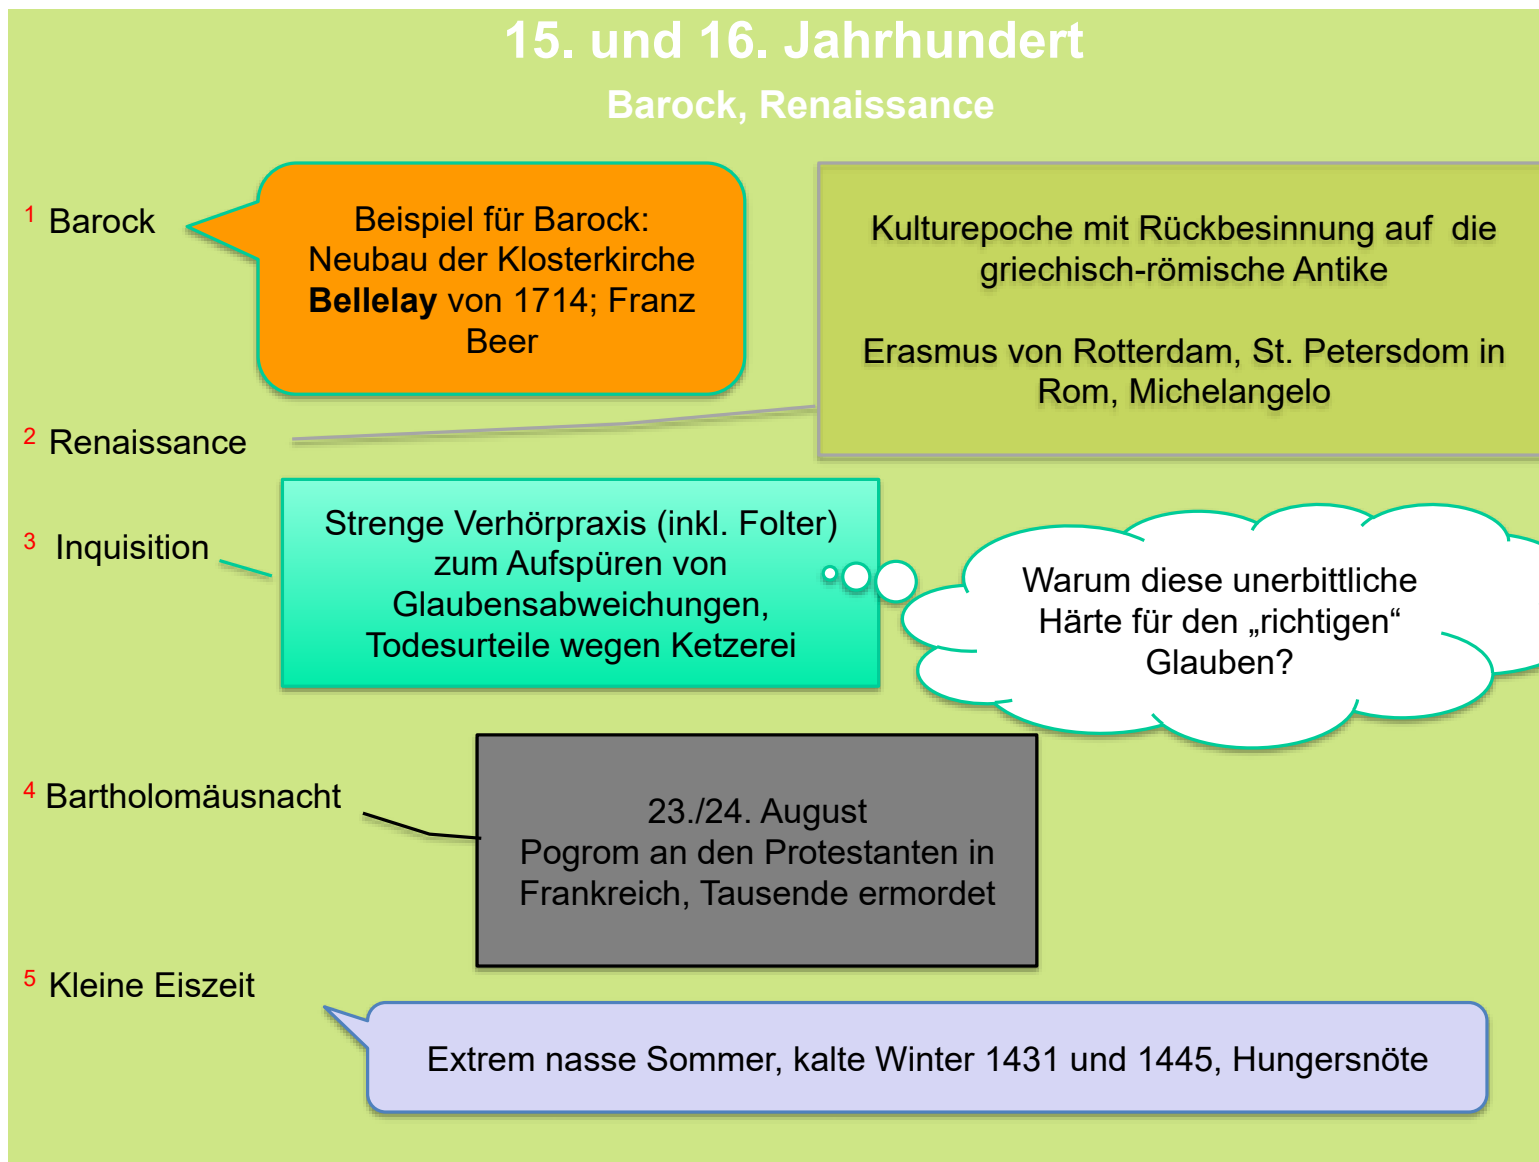 15. und 16. Jahrhundert
Barock, Renaissance
1 Barock
Beispiel für Barock:
Neubau der Klosterkirche
Bellelay von 1714; Franz
Beer
Kulturepoche mit Rückbesinnung auf die
griechisch-römische Antike
Erasmus von Rotterdam, St. Petersdom in
Rom, Michelangelo
2 Renaissance
3 Inquisition
Strenge Verhörpraxis (inkl. Folter)
zum Aufspüren von
Glaubensabweichungen,
Todesurteile wegen Ketzerei
Warum diese unerbittliche
Härte für den „richtigen“
Glauben?
4 Bartholomäusnacht
23./24. August
Pogrom an den Protestanten in
Frankreich, Tausende ermordet
5 Kleine Eiszeit
Extrem nasse Sommer, kalte Winter 1431 und 1445, Hungersnöte